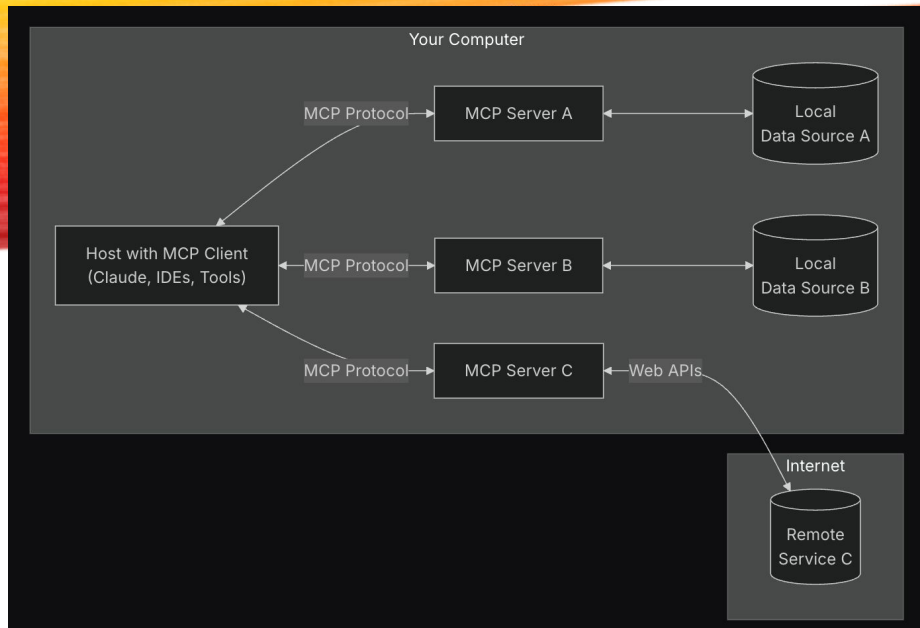 Your Computer
MCP Protocol
MCP Server A
Local
Data Source A
Host with MCP Client
(Claude, IDEs, Tools)
MCP Protocol
MCP Server B
Local
Data Source B
MCP Protocol
MCP Server C
Web APIs
Internet
Remote
Service C